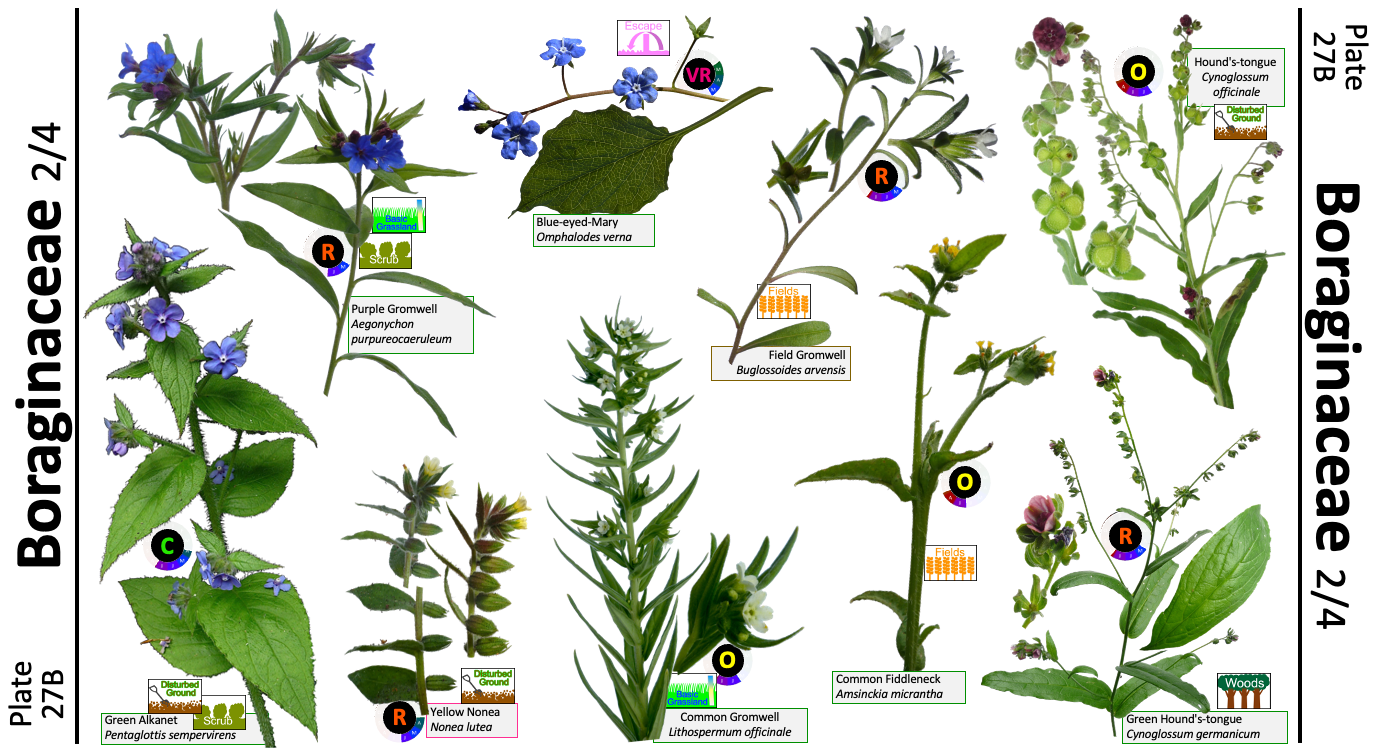 Boraginaceae 2/4
Plate
27B
Plate
27B
Boraginaceae 2/4
Escape
VR
O
Hound's-tongue
Cynoglossum
officinale
Disturbed
Ground
R
Basic
Grassland
Scrub
R
Purple Gromwell
Aegonychon
purpureocaeruleum
Blue-eyed-Mary
Omphalodes verna
Fields
Field Gromwell
Buglossoides arvensis
C
Disturbed
Ground
Scrub
Green Alkanet
Pentaglottis sempervirens
Disturbed
Ground
R
Yellow Nonea
Nonea lutea
O
Basic
Grassland
Common Gromwell
Lithospermum officinale
O
Fields
Common Fiddleneck
Amsinckia micrantha
R
Woods
Green Hound's-tongue
Cynoglossum germanicum